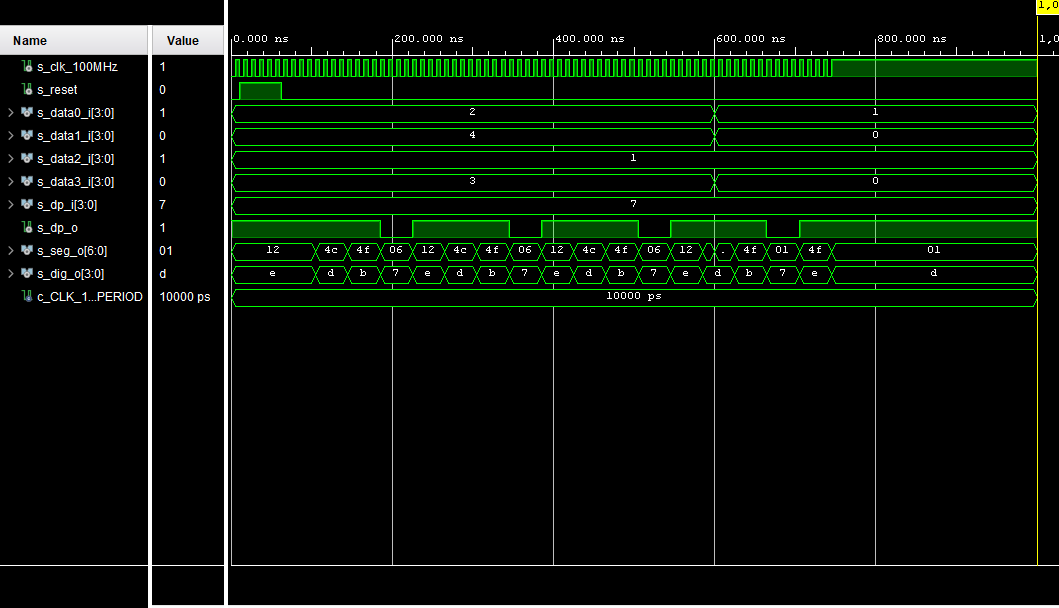 1,0
Name Value 0.000 ns 200.000 ns 400.000 ns 600.000 ns 800.000 ns 1,0
s_clk_100MHz 1
s_reset 0
s_data0_i[3:0] 1 2 1
s_data1_i[3:0] 0 4 0
s_data2_i[3:0] 1 1
s_data3_i[3:0] 0 3 0
s_dp_i[3:0] 7 7
s_dp_o 1
s_seg_o[6:0] 01 12 4c 4f 06 12 4c 4f 06 12 4c 4f 06 12 . 4f 01 4f 01
s_dig_o[3:0] d e d b 7 e d b 7 e d b 7 e d b 7 e d
c_CLK_1...PERIOD 10000 ps 10000 ps